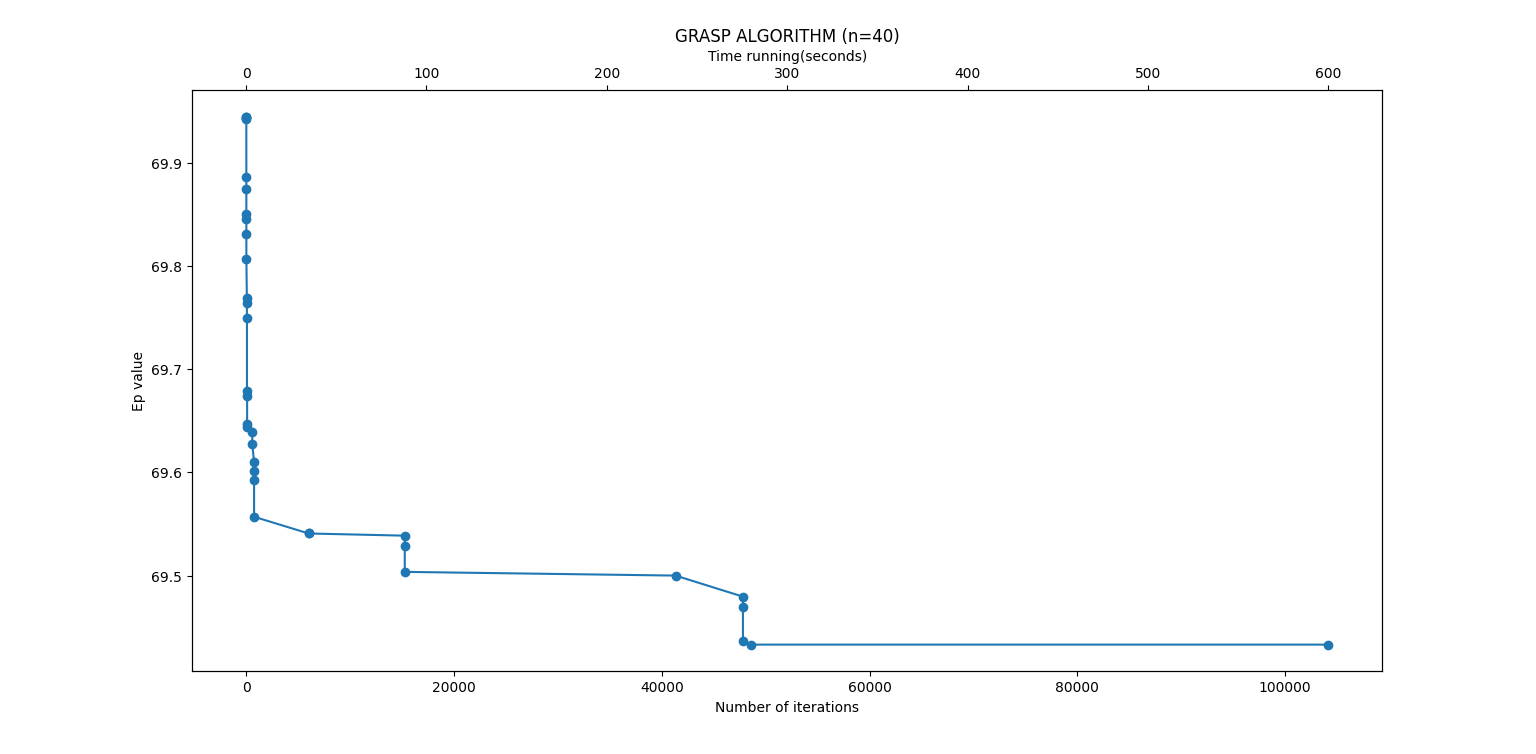 GRASP ALGORITHM (n=40)
Time running(seconds)
0 100 200 300 400 500 600
69.9
69.8
69.7
69.6
69.5
Ep value
0 20000 40000 60000 80000 100000
Number of iterations